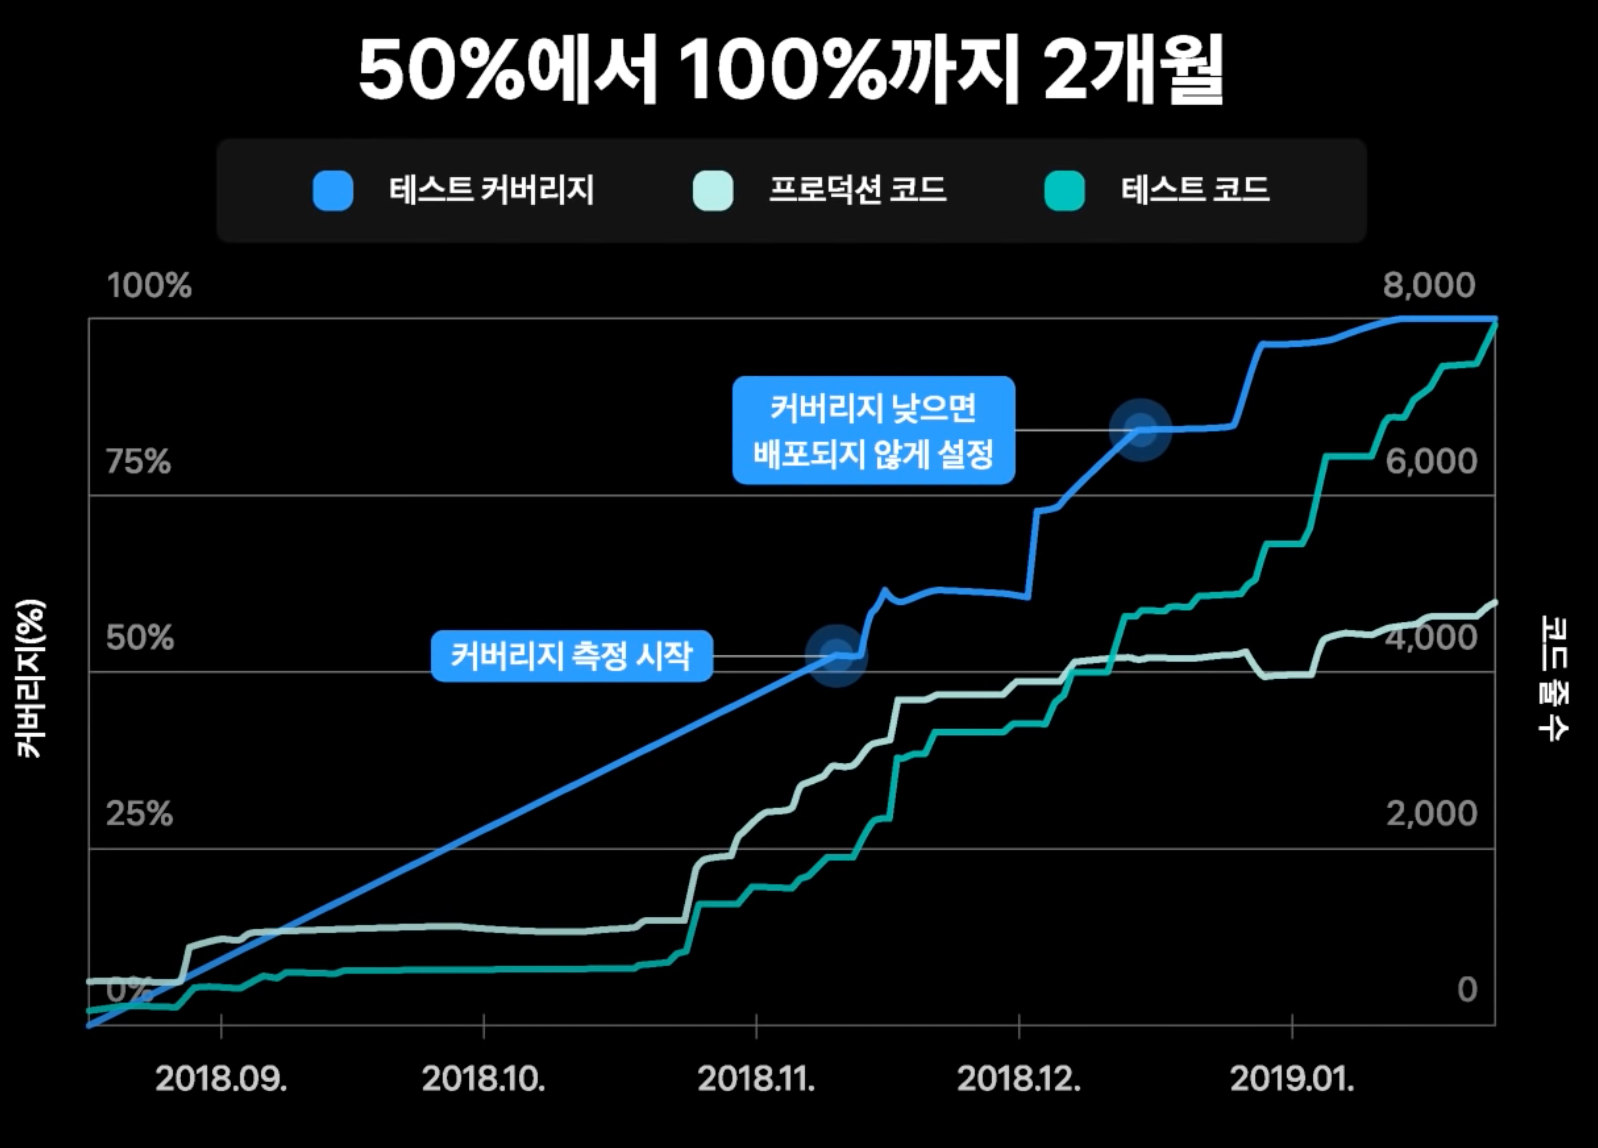 50%에서 100%까지 2개월
테스트 커버리지
프로덕션 코드
테스트 코드
100%
8,000
커버리지 낮으면
배포되지 않게 설정
75%
6,000
커버리지(%)
50%
커버리지 측정 시작
4,000
코드 줄 수
25%
2,000
0%
0
2018.09.
2018.10.
2018.11.
2018.12.
2019.01.